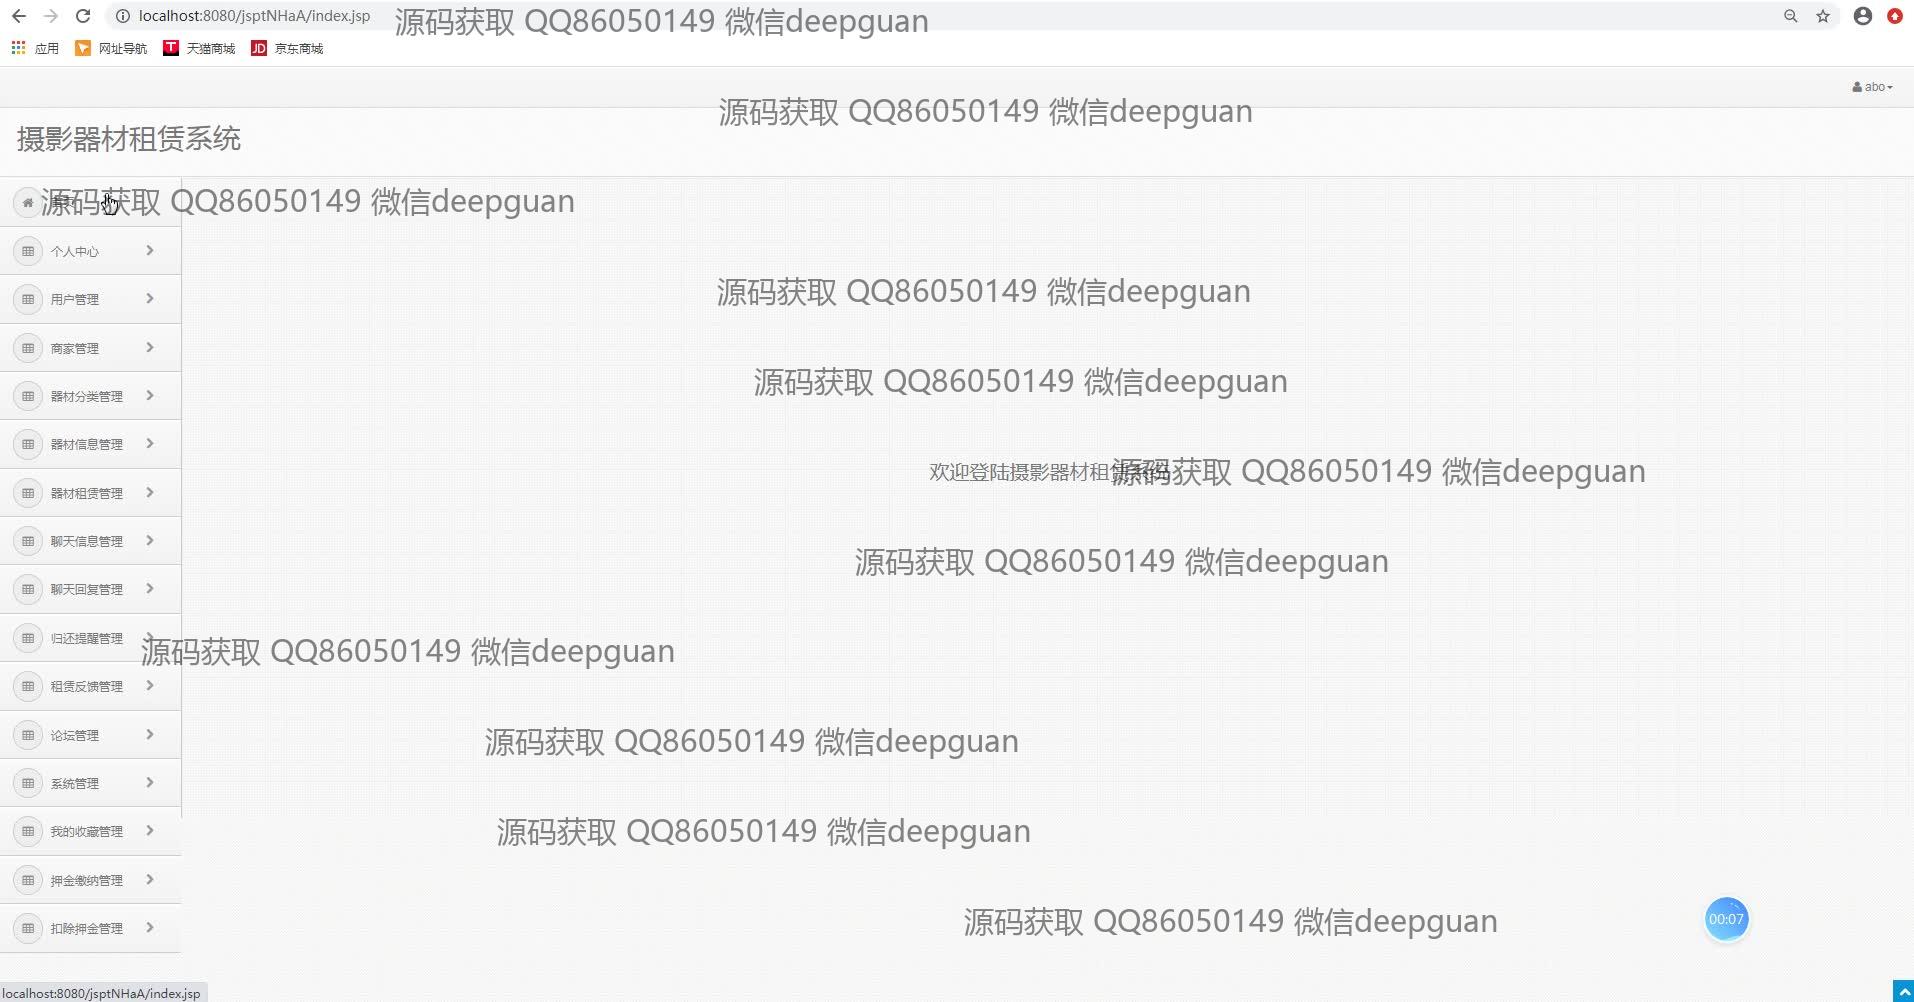 localhost:8080/jsptNHaA/index.jsp
源码获取 QQ86050149 微信deepguan
应用 网址导航 天猫商城 京东商城
abo
源码获取 QQ86050149 微信deepguan
摄影器材租赁系统
源码获取 QQ86050149 微信deepguan
个人中心
用户管理
源码获取 QQ86050149 微信deepguan
商家管理
器材分类管理
源码获取 QQ86050149 微信deepguan
器材信息管理
欢迎登陆摄影器材租赁系统
源码获取 QQ86050149 微信deepguan
器材租赁管理
聊天信息管理
源码获取 QQ86050149 微信deepguan
聊天回复管理
归还提醒管理
源码获取 QQ86050149 微信deepguan
租赁反馈管理
论坛管理
源码获取 QQ86050149 微信deepguan
系统管理
我的收藏管理
源码获取 QQ86050149 微信deepguan
押金缴纳管理
扣除押金管理
源码获取 QQ86050149 微信deepguan
00:07
localhost:8080/jsptNHaA/index.jsp